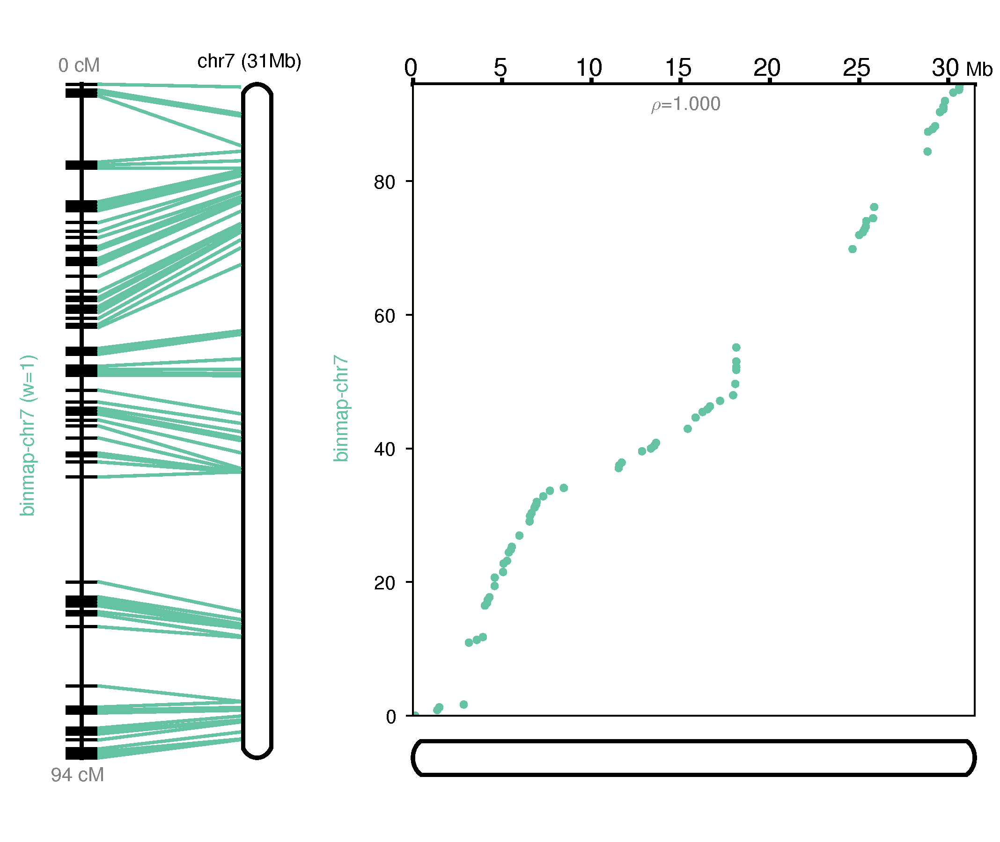 0 cM
chr7 (31Mb)
binmap-chr7 (w=1)
94 cM
0 5 10 15 20 25 30 Mb
ρ=1.000
binmap-chr7
80
60
40
20
0